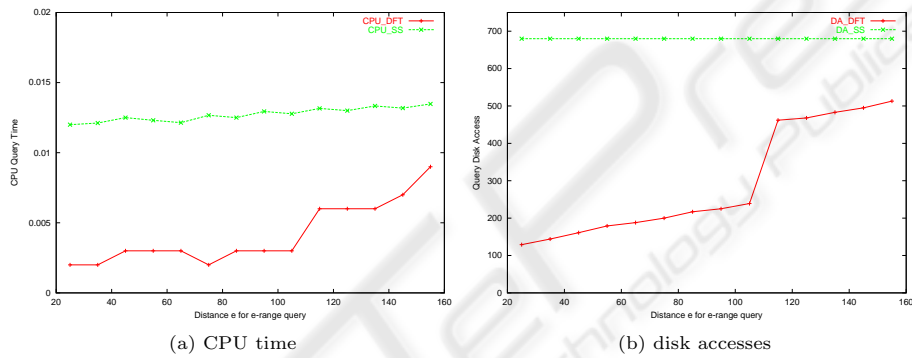 0.02
CPU_DFT
CPU_SS
0.015
0.01
0.005
0
CPU Query Time
20 40 60 80 100 120 140 160
Distance e for e-range query
(a) CPU time
700
DA_DFT
DA_SS
600
500
400
300
200
100
0
Query Disk Access
20 40 60 80 100 120 140 160
Distance e for e-range query
(b) disk accesses